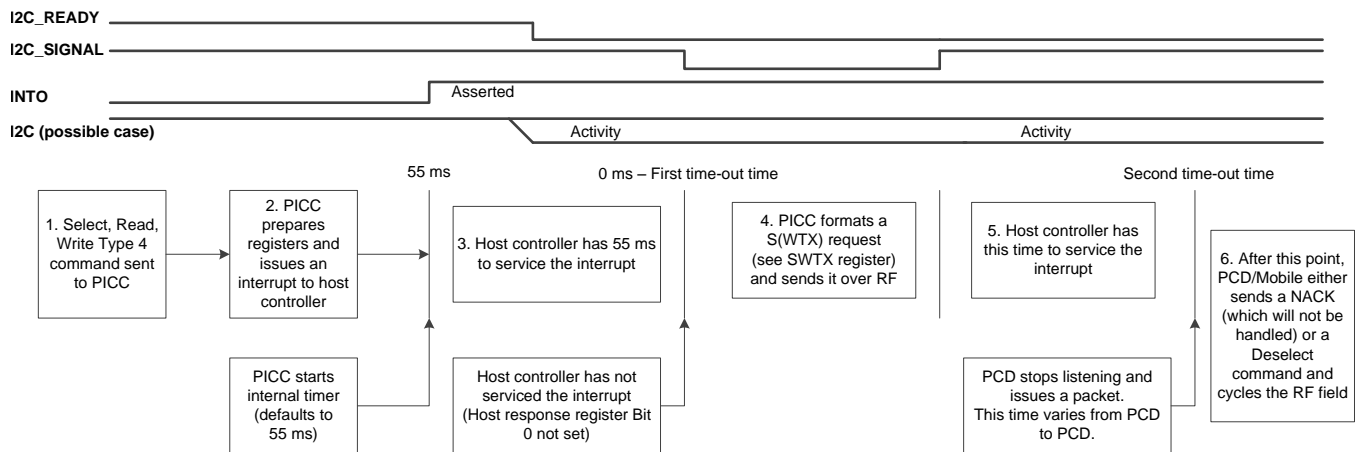 I2C_READY
I2C_SIGNAL
INTO
Asserted
I2C (possible case)
Activity
Activity
55 ms
0 ms – First time-out time
Second time-out time
1. Select, Read,
Write Type 4
command sent
to PICC
2. PICC
prepares
registers and
issues an
interrupt to host
controller
3. Host controller has 55 ms
to service the interrupt
4. PICC formats a
S(WTX) request
(see SWTX register)
and sends it over RF
5. Host controller has
this time to service the
interrupt
6. After this point,
PCD/Mobile either
sends a NACK
(which will not be
handled) or a
Deselect
command and
cycles the RF field
PICC starts
internal timer
(defaults to
55 ms)
Host controller has not
serviced the interrupt
(Host response register Bit
0 not set)
PCD stops listening and
issues a packet.
This time varies from PCD
to PCD.